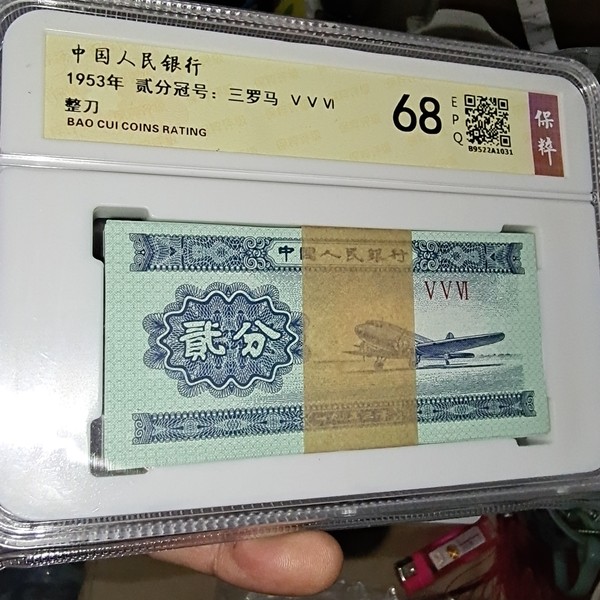 中国人民银行
1953年 贰分冠号：三罗马 V V VI
整刀
BAO CUI COINS RATING
68
EPQ
B9522A1031
保粹
中国人民银行
VVVI
贰分